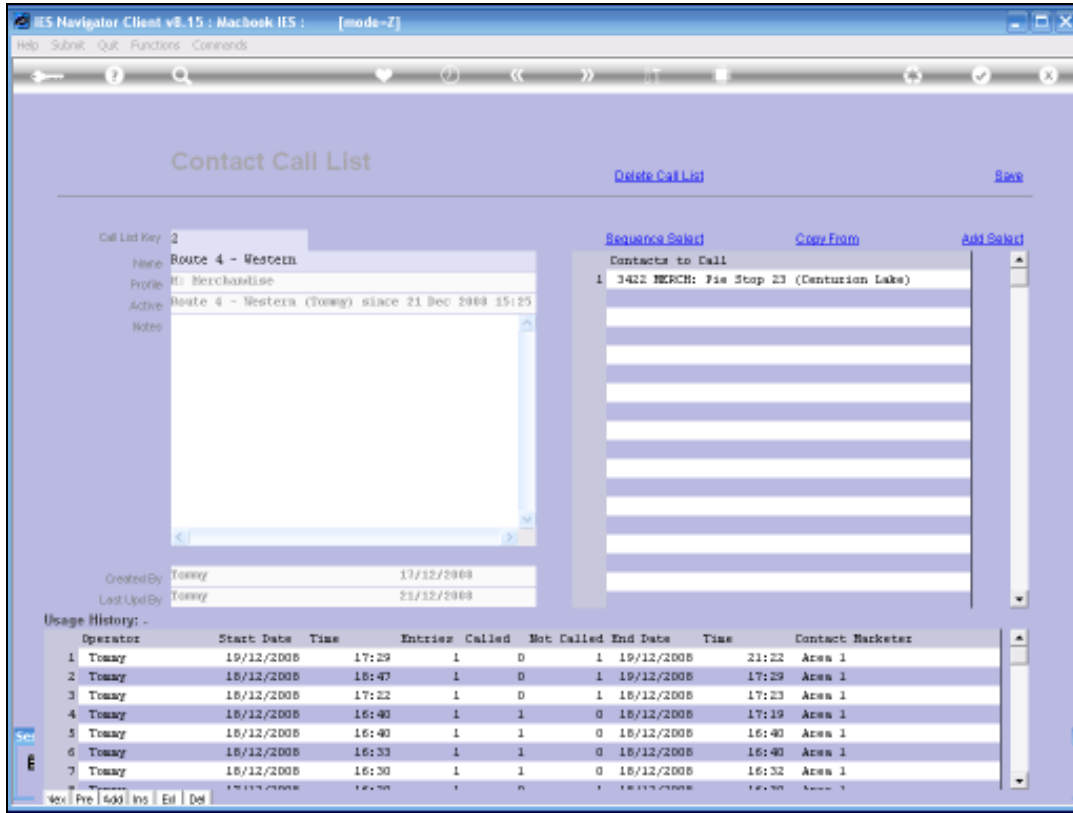 IES Navigator Client v8.15 : Macbook IES : [mode=Z]
Help Submit Quit Functions Commands
Contact Call List
Delete Call List Save
Call List Key 2 Sequence Select Copy From Add Select
Name Route 4 - Western Contacts to Call
Profile M: Merchandise 1 3422 MERCH: Pie Stop 23 (Centurion Lake)
Active Route 4 - Western (Tommy) since 21 Dec 2008 15:25
Notes
Created By Tommy 17/12/2008
Last Upd By Tommy 21/12/2008
Usage History: -
Operator Start Date Time Entries Called Not Called End Date Time Contact Marketer
1 Tommy 19/12/2008 17:29 1 0 1 19/12/2008 21:22 Area 1
2 Tommy 18/12/2008 18:47 1 0 1 19/12/2008 17:29 Area 1
3 Tommy 18/12/2008 17:22 1 0 1 18/12/2008 17:23 Area 1
4 Tommy 18/12/2008 16:40 1 1 0 18/12/2008 17:19 Area 1
5 Tommy 18/12/2008 16:40 1 1 0 18/12/2008 16:40 Area 1
6 Tommy 18/12/2008 16:33 1 1 0 18/12/2008 16:40 Area 1
7 Tommy 18/12/2008 16:30 1 1 0 18/12/2008 16:32 Area 1
Nex Pre Add Ins Exl Del